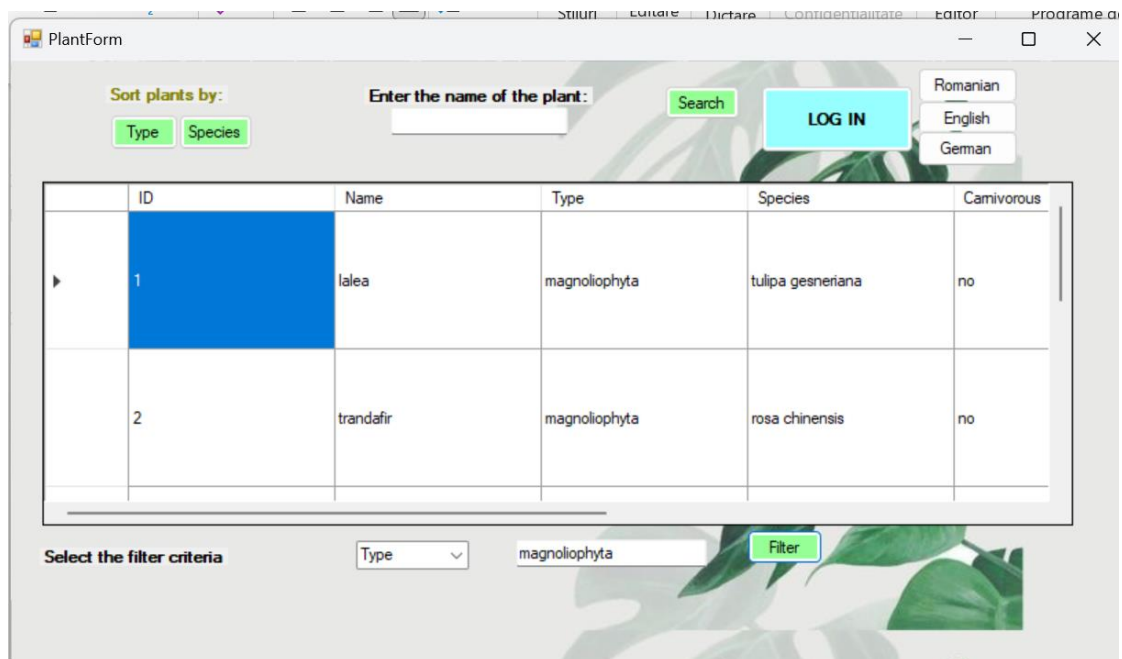 Stiluri Editare Dictare Confidențialitate Editor
PlantForm
Sort plants by:
Type Species
Enter the name of the plant:
Search
LOG IN
Romanian
English
German
ID Name Type Species Carnivorous
1 lalea magnoliophyta tulipa gesneriana no
2 trandafir magnoliophyta rosa chinensis no
Select the filter criteria Type magnoliophyta Filter